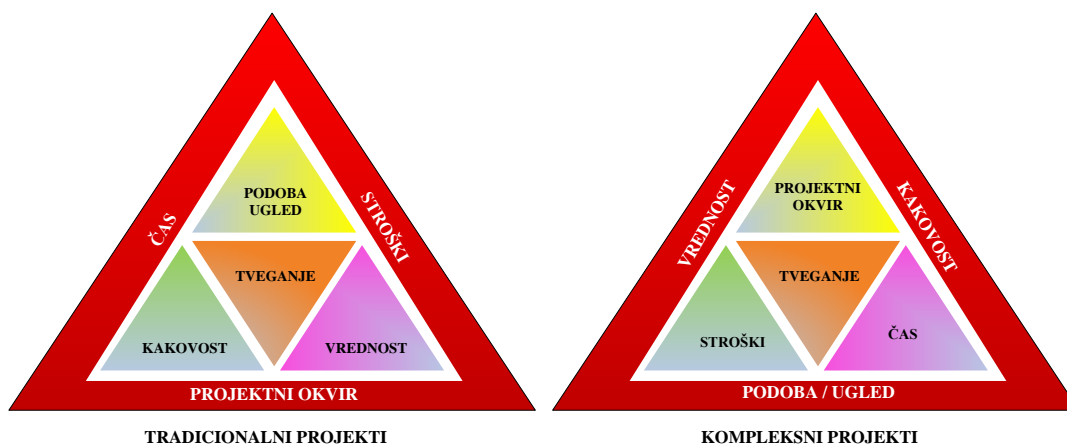 PODOBA
UGLED
ČAS
STROŠKI
TVEGANJE
KAKOVOST
VREDNOST
PROJEKTNI OKVIR
TRADICIONALNI PROJEKTI
PROJEKTNI
OKVIR
VREDNOST
KAKOVOST
TVEGANJE
STROŠKI
ČAS
PODOBA / UGLED
KOMPLEKSNI PROJEKTI